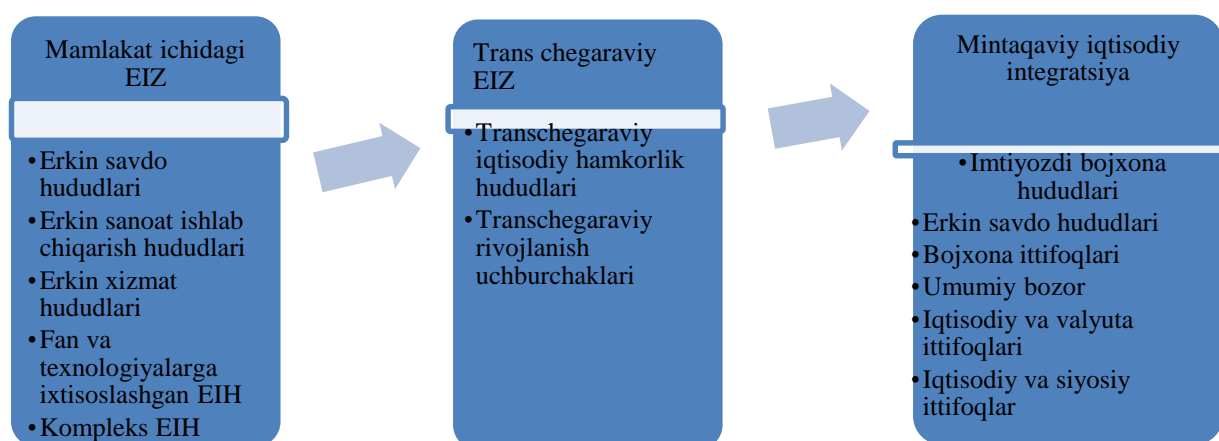 Mamlakat ichidagi
EIZ
•Erkin savdo
hududlari
•Erkin sanoat ishlab
chiqarish hududlari
•Erkin xizmat
hududlari
•Fan va
texnologiyalarga
ixtisoslashgan EIH
•Kompleks EIH
Trans chegaraviy
EIZ
•Transchegaraviy
iqtisodiy hamkorlik
hududlari
•Transchegaraviy
rivojlanish
uchburchaklari
Mintaqaviy iqtisodiy
integratsiya
•Imtiyozdi bojxona
hududlari
•Erkin savdo hududlari
•Bojxona ittifoqlari
•Umumiy bozor
•Iqtisodiy va valyuta
ittifoqlari
•Iqtisodiy va siyosiy
ittifoqlar